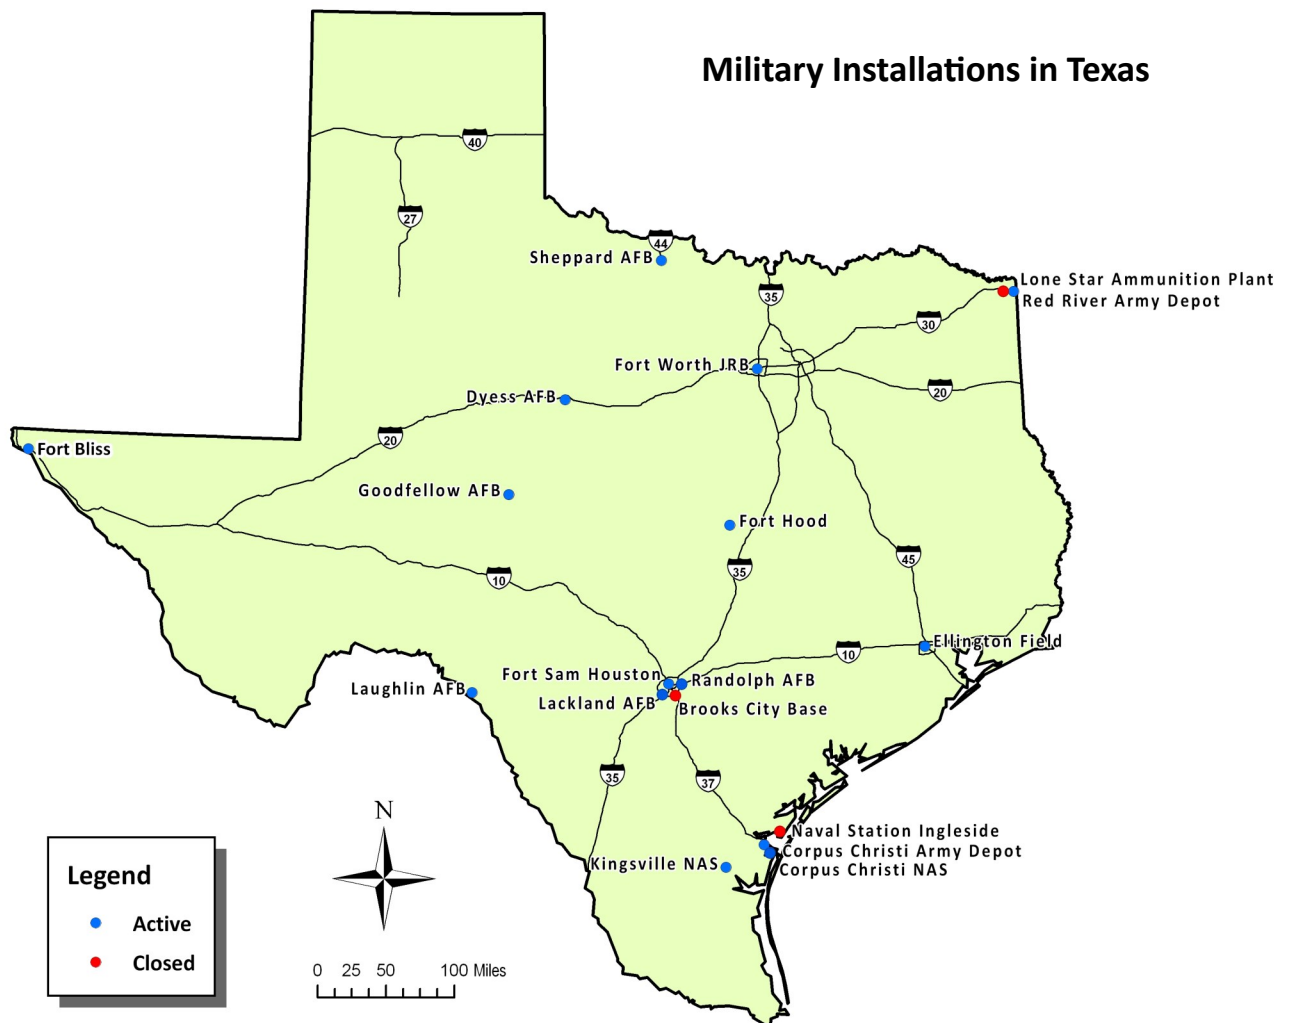 Military Installations in Texas
40
27
44
Sheppard AFB
35
Lone Star Ammunition Plant
Red River Army Depot
30
Fort Worth JRB
20
Dyess AFB
20
Fort Bliss
Goodfellow AFB
Fort Hood
45
35
10
Ellington Field
10
Fort Sam Houston
Randolph AFB
Laughlin AFB
Lackland AFB
Brooks City Base
35
37
N
Naval Station Ingleside
Corpus Christi Army Depot
Kingsville NAS
Corpus Christi NAS
Legend
Active
Closed
0 25 50 100 Miles